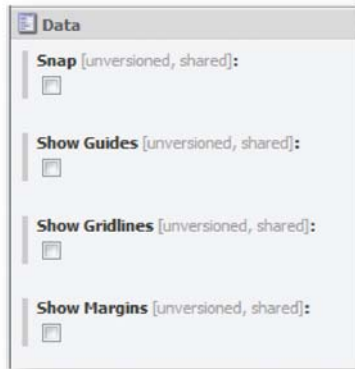 Data
Snap [unversioned, shared]:
Show Guides [unversioned, shared]:
Show Gridlines [unversioned, shared]:
Show Margins [unversioned, shared]: